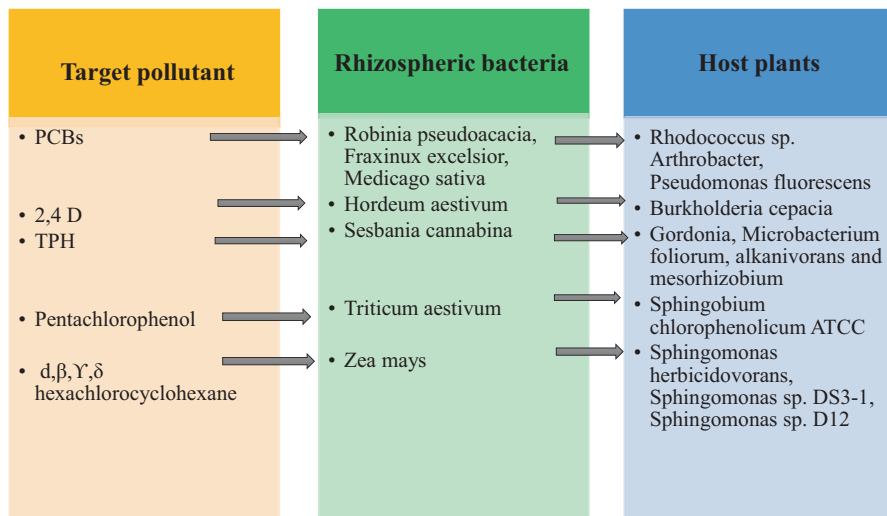 Target pollutant
• PCBs
• 2,4 D
• TPH
• Pentachlorophenol
• d,β,ϒ,δ
hexachlorocyclohexane
Rhizospheric bacteria
• Robinia pseudoacacia,
Fraxinux excelsior,
Medicago sativa
• Hordeum aestivum
• Sesbania cannabina
• Triticum aestivum
• Zea mays
Host plants
• Rhodococcus sp.
Arthrobacter,
Pseudomonas fluorescens
• Burkholderia cepacia
• Gordonia, Microbacterium
foliorum, alkanivorans and
mesorhizobium
• Sphingobium
chlorophenolicum ATCC
• Sphingomonas
herbicidovorans,
Sphingomonas sp. DS3-1,
Sphingomonas sp. D12